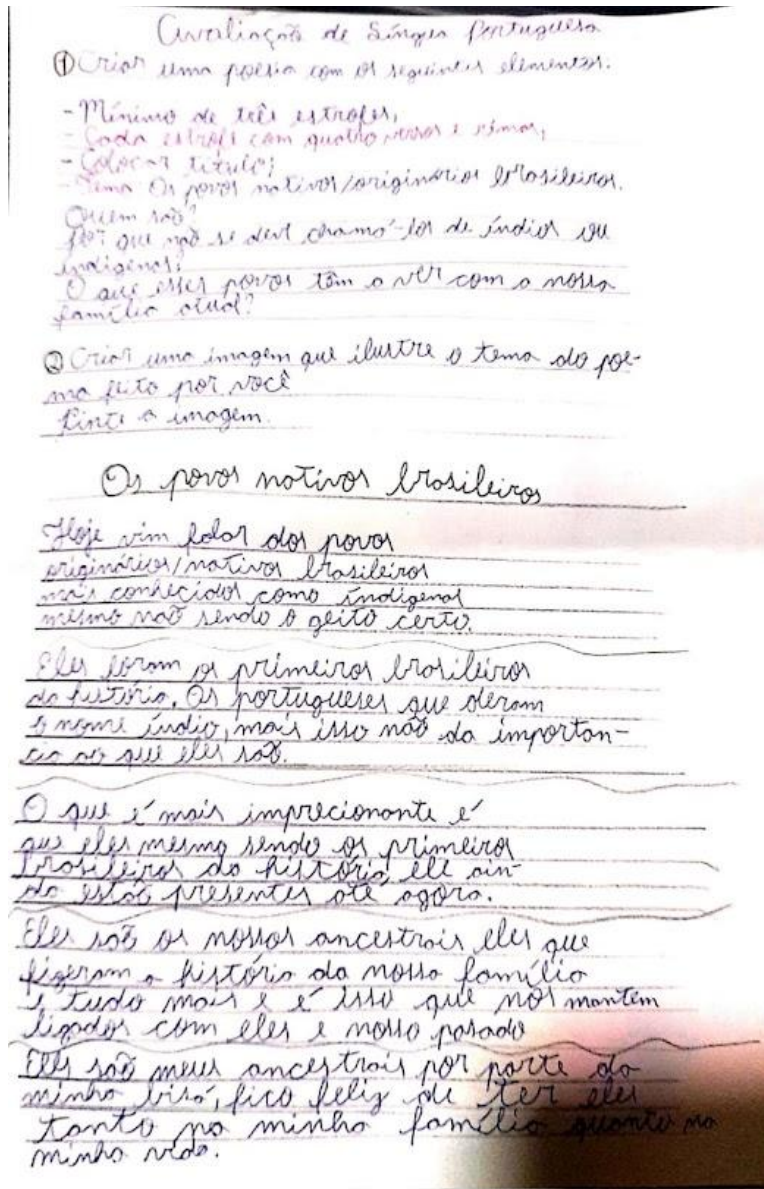 Avaliação de Língua Portuguesa
① Criar uma poesia com os seguintes elementos:
- Mínimo de três estrofes,
- Cada estrofe com quatro versos e rimas,
- Colocar título;
- Tema Os povos nativos/originários brasileiros.
Quem são?
Por que não se deve chamá-los de índios ou
indígenas?
O que esses povos têm a ver com a nossa
família atual?
② Criar uma imagem que ilustre o tema do poe-
ma feito por você
Pinte a imagem.
Os povos nativos brasileiros
Hoje vim falar dos povos
originários/nativos brasileiros
mais conhecidos como indígenas
mesmo não sendo o geito certo.
Eles foram os primeiros brasileiros
da história. Os portugueses que deram
o nome índio, mais isso não da importan-
cia ao que eles são.
O que é mais imprecionante é
que eles mesmo sendo os primeiros
brasileiros da história, ele ain-
da estão presentes até agora.
Eles são os nossos ancestrais eles que
fizeram a história da nossa família
e tudo mais e é isso que nos mantém
ligados com eles e nosso pasado
Eles são meus ancestrais por parte da
minha bisó, fico feliz de ter eles
tanto na minha família quanto na
minha vida.